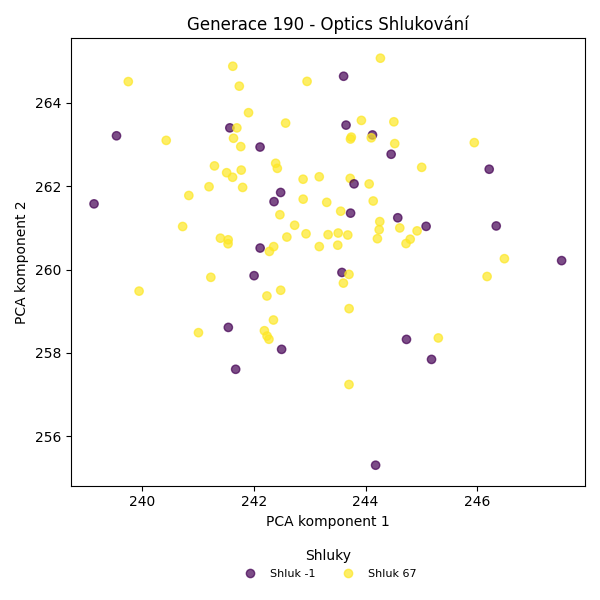 Generace 190 - Optics Shlukování
264
262
260
258
256
PCA komponent 2
240 242 244 246
PCA komponent 1
Shluky
Shluk -1 Shluk 67